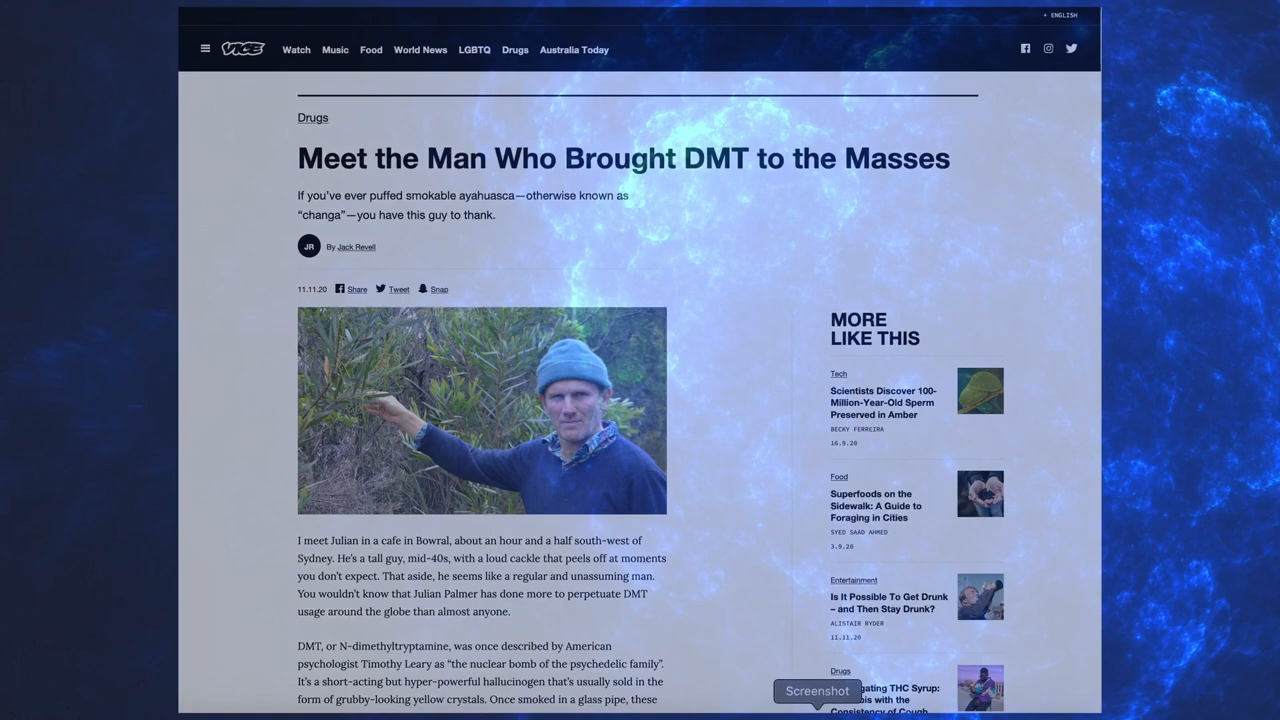 ENGLISH
VICE Watch Music Food World News LGBTQ Drugs Australia Today
Drugs
Meet the Man Who Brought DMT to the Masses
If you've ever puffed smokable ayahuasca—otherwise known as
“changa”—you have this guy to thank.
JR By Jack Revell
11.11.20 Share Tweet Snap
I meet Julian in a cafe in Bowral, about an hour and a half south-west of
Sydney. He's a tall guy, mid-40s, with a loud cackle that peels off at moments
you don't expect. That aside, he seems like a regular and unassuming man.
You wouldn't know that Julian Palmer has done more to perpetuate DMT
usage around the globe than almost anyone.
DMT, or N-dimethyltryptamine, was once described by American
psychologist Timothy Leary as “the nuclear bomb of the psychedelic family”.
It's a short-acting but hyper-powerful hallucinogen that's usually sold in the
form of grubby-looking yellow crystals. Once smoked in a glass pipe, these
MORE
LIKE THIS
Tech
Scientists Discover 100-
Million-Year-Old Sperm
Preserved in Amber
BECKY FERREIRA
16.9.20
Food
Superfoods on the
Sidewalk: A Guide to
Foraging in Cities
SYED SAAD AHMED
3.9.20
Entertainment
Is It Possible To Get Drunk
– and Then Stay Drunk?
ALISTAIR RYDER
11.11.20
Drugs
gating THC Syrup:
bis with the
Consistency of Cough
Screenshot